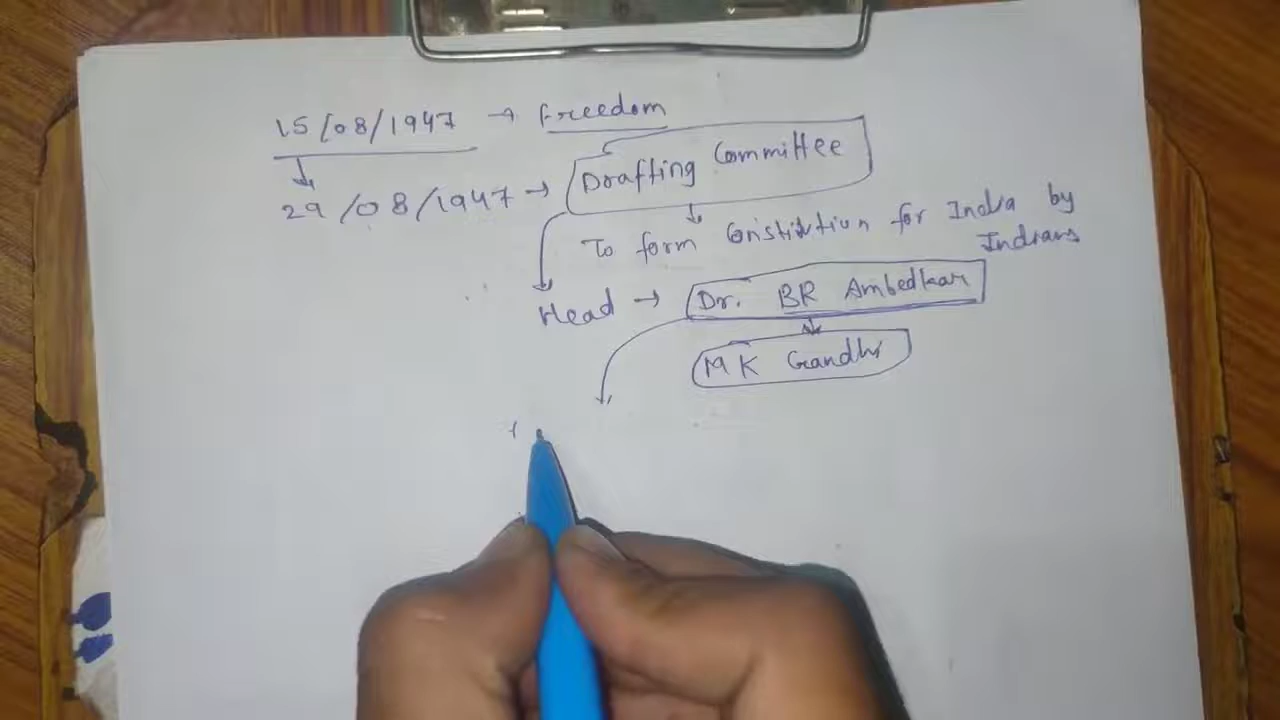 15/08/1947 → Freedom
29/08/1947 → Drafting Committee
To form Constitution for India by
Indians
Head → Dr. BR Ambedkar
MK Gandhi